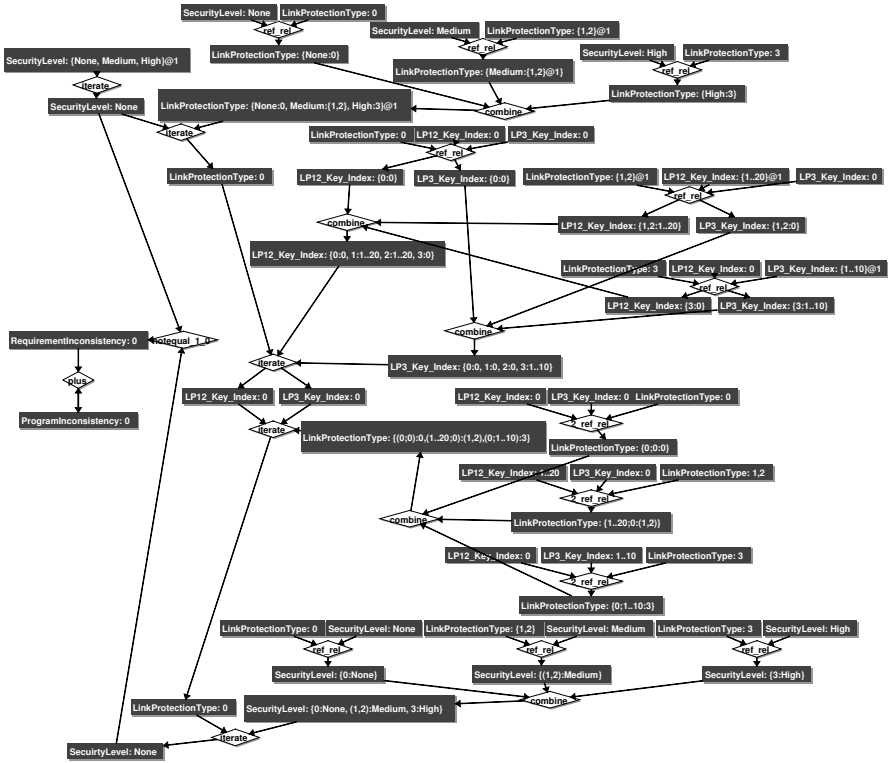 SecurityLevel: None
LinkProtectionType: 0
ref_rel
SecurityLevel: Medium
LinkProtectionType: {1,2}@1
ref_rel
LinkProtectionType: {None:0}
SecurityLevel: High
LinkProtectionType: 3
ref_rel
SecurityLevel: {None, Medium, High}@1
LinkProtectionType: {Medium:{1,2}@1}
iterate
LinkProtectionType: {High:3}
SecurityLevel: None
LinkProtectionType: {None:0, Medium:{1,2}, High:3}@1
combine
iterate
LinkProtectionType: 0
LP12_Key_Index: 0
LP3_Key_Index: 0
ref_rel
LinkProtectionType: 0
LP12_Key_Index: {0:0}
LP3_Key_Index: {0:0}
LinkProtectionType: {1,2}@1
LP12_Key_Index: {1..20}@1
LP3_Key_Index: 0
ref_rel
combine
LP12_Key_Index: {1,2:1..20}
LP3_Key_Index: {1,2:0}
LP12_Key_Index: {0:0, 1:1..20, 2:1..20, 3:0}
LinkProtectionType: 3
LP12_Key_Index: 0
LP3_Key_Index: {1..10}@1
ref_rel
LP12_Key_Index: {3:0}
LP3_Key_Index: {3:1..10}
combine
RequirementInconsistency: 0
notequal_1_0
iterate
LP3_Key_Index: {0:0, 1:0, 2:0, 3:1..10}
plus
LP12_Key_Index: 0
LP3_Key_Index: 0
LP12_Key_Index: 0
LP3_Key_Index: 0
LinkProtectionType: 0
ProgramInconsistency: 0
2_ref_rel
iterate
LinkProtectionType: {(0;0):0,(1..20;0):(1,2),(0;1..10):3}
LinkProtectionType: {0;0:0}
LP12_Key_Index: 1..20
LP3_Key_Index: 0
LinkProtectionType: 1,2
2_ref_rel
combine
LinkProtectionType: {1..20;0:(1,2)}
LP12_Key_Index: 0
LP3_Key_Index: 1..10
LinkProtectionType: 3
2_ref_rel
LinkProtectionType: {0;1..10:3}
LinkProtectionType: 0
SecurityLevel: None
LinkProtectionType: {1,2}
SecurityLevel: Medium
LinkProtectionType: 3
SecurityLevel: High
ref_rel
ref_rel
ref_rel
SecurityLevel: {0:None}
SecurityLevel: {(1,2):Medium}
SecurityLevel: {3:High}
combine
LinkProtectionType: 0
SecurityLevel: {0:None, (1,2):Medium, 3:High}
iterate
SecuirtyLevel: None